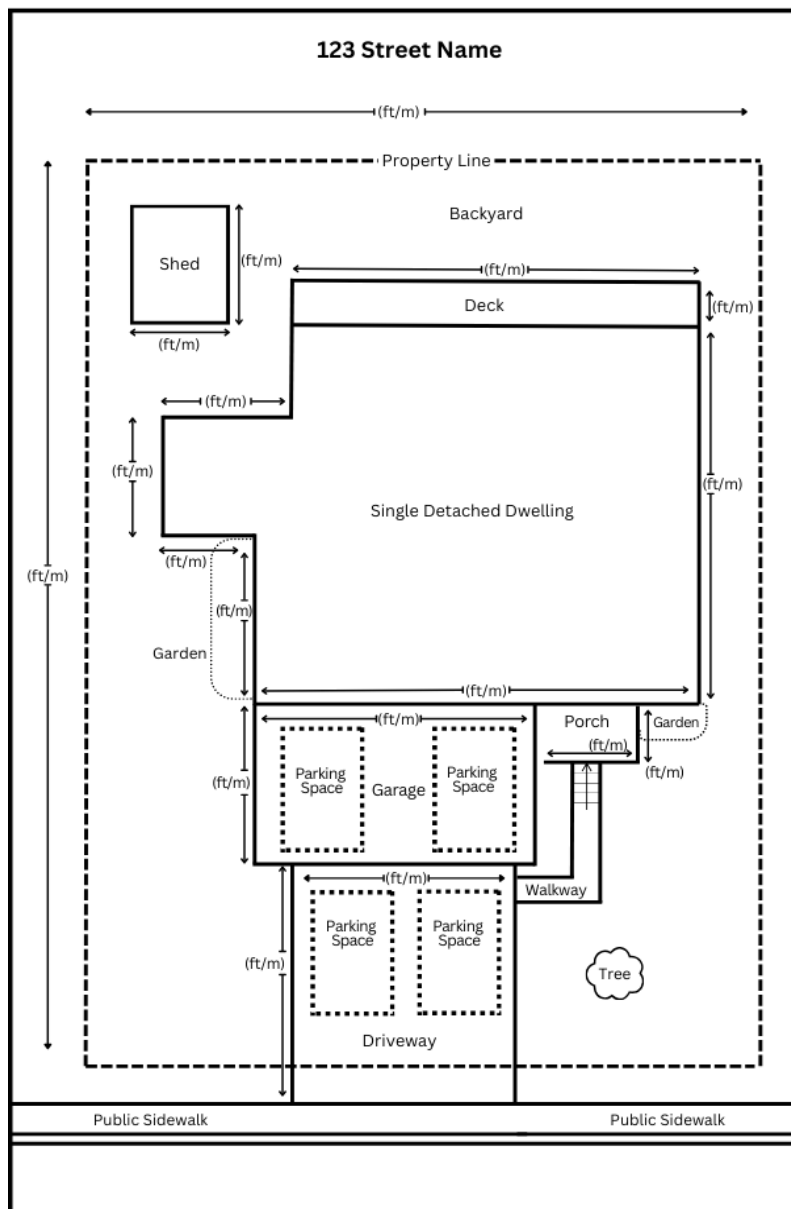 123 Street Name
(ft/m)
Property Line
Backyard
Shed
(ft/m)
(ft/m)
Deck
(ft/m)
(ft/m)
(ft/m)
(ft/m)
(ft/m)
Single Detached Dwelling
(ft/m)
(ft/m)
(ft/m)
Garden
(ft/m)
(ft/m)
(ft/m)
Porch
Garden
(ft/m)
(ft/m)
Parking
Space
Parking
Space
Garage
(ft/m)
(ft/m)
Walkway
Parking
Space
Parking
Space
(ft/m)
Tree
Driveway
Public Sidewalk
Public Sidewalk